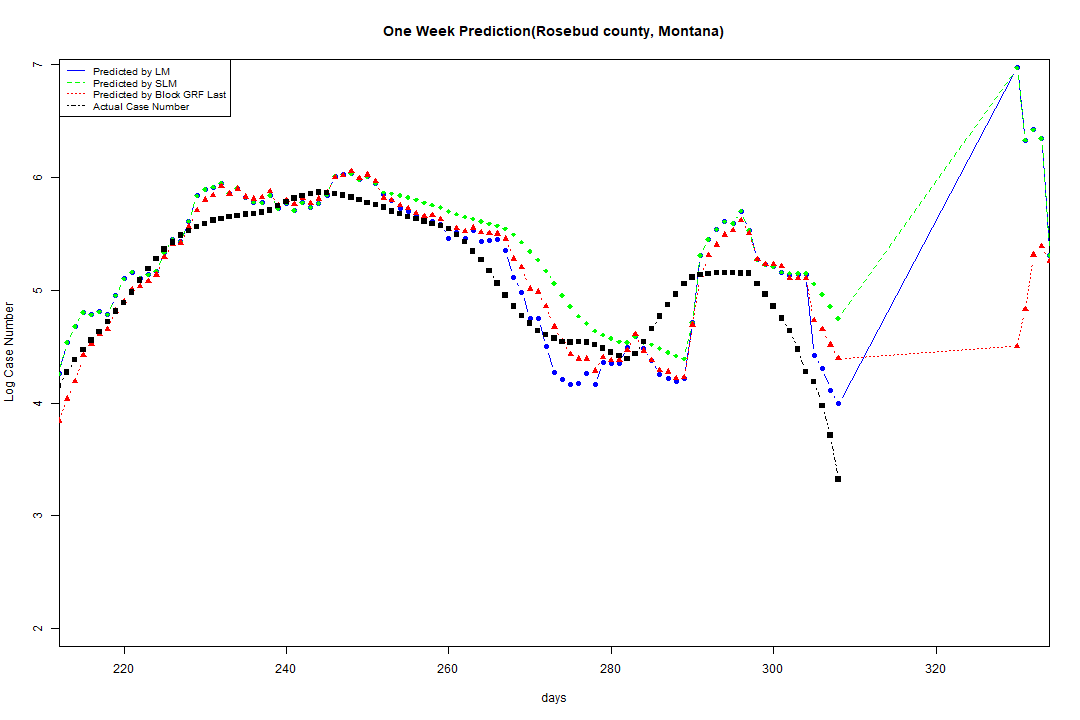 One Week Prediction(Rosebud county, Montana)
Predicted by LM
Predicted by SLM
Predicted by Block GRF Last
Actual Case Number
7
6
5
4
3
2
Log Case Number
220 240 260 280 300 320
days